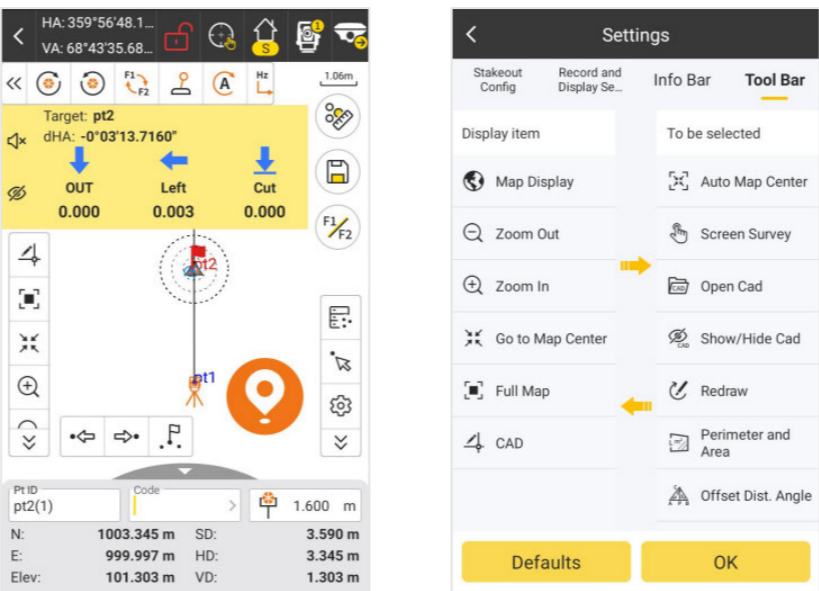 HA: 359°56'48.1...
VA: 68°43'35.68...
S
1
F1
F2
A
Hz
1.06m
Target: pt2
dHA: -0°03'13.7160"
OUT
Left
Cut
0.000
0.003
0.000
F1
F2
pt2
pt1
Pt ID
pt2(1)
Code
1.600 m
N: 1003.345 m SD: 3.590 m
E: 999.997 m HD: 3.345 m
Elev: 101.303 m VD: 1.303 m
Settings
Stakeout
Config
Record and
Display Se...
Info Bar
Tool Bar
Display item
To be selected
Map Display
Auto Map Center
Zoom Out
Screen Survey
Zoom In
CAD
Open Cad
Go to Map Center
CAD
Show/Hide Cad
Full Map
Redraw
CAD
Perimeter and
Area
Offset Dist. Angle
Defaults
OK